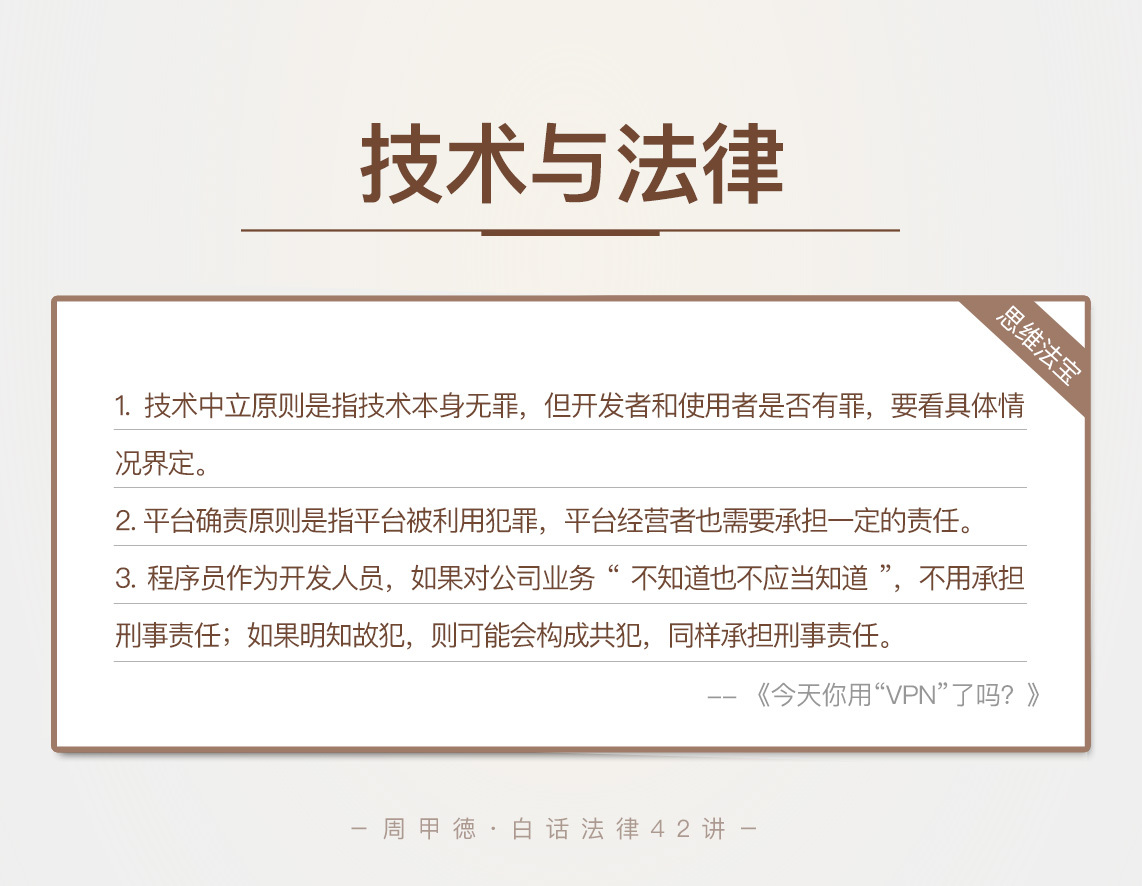 技术与法律
思维法宝
1. 技术中立原则是指技术本身无罪，但开发者和使用者是否有罪，要看具体情
况界定。
2. 平台确责原则是指平台被利用犯罪，平台经营者也需要承担一定的责任。
3. 程序员作为开发人员，如果对公司业务“ 不知道也不应当知道 ”，不用承担
刑事责任；如果明知故犯，则可能会构成共犯，同样承担刑事责任。
-- 《今天你用“VPN”了吗？》
– 周甲德·白话法律42讲 –